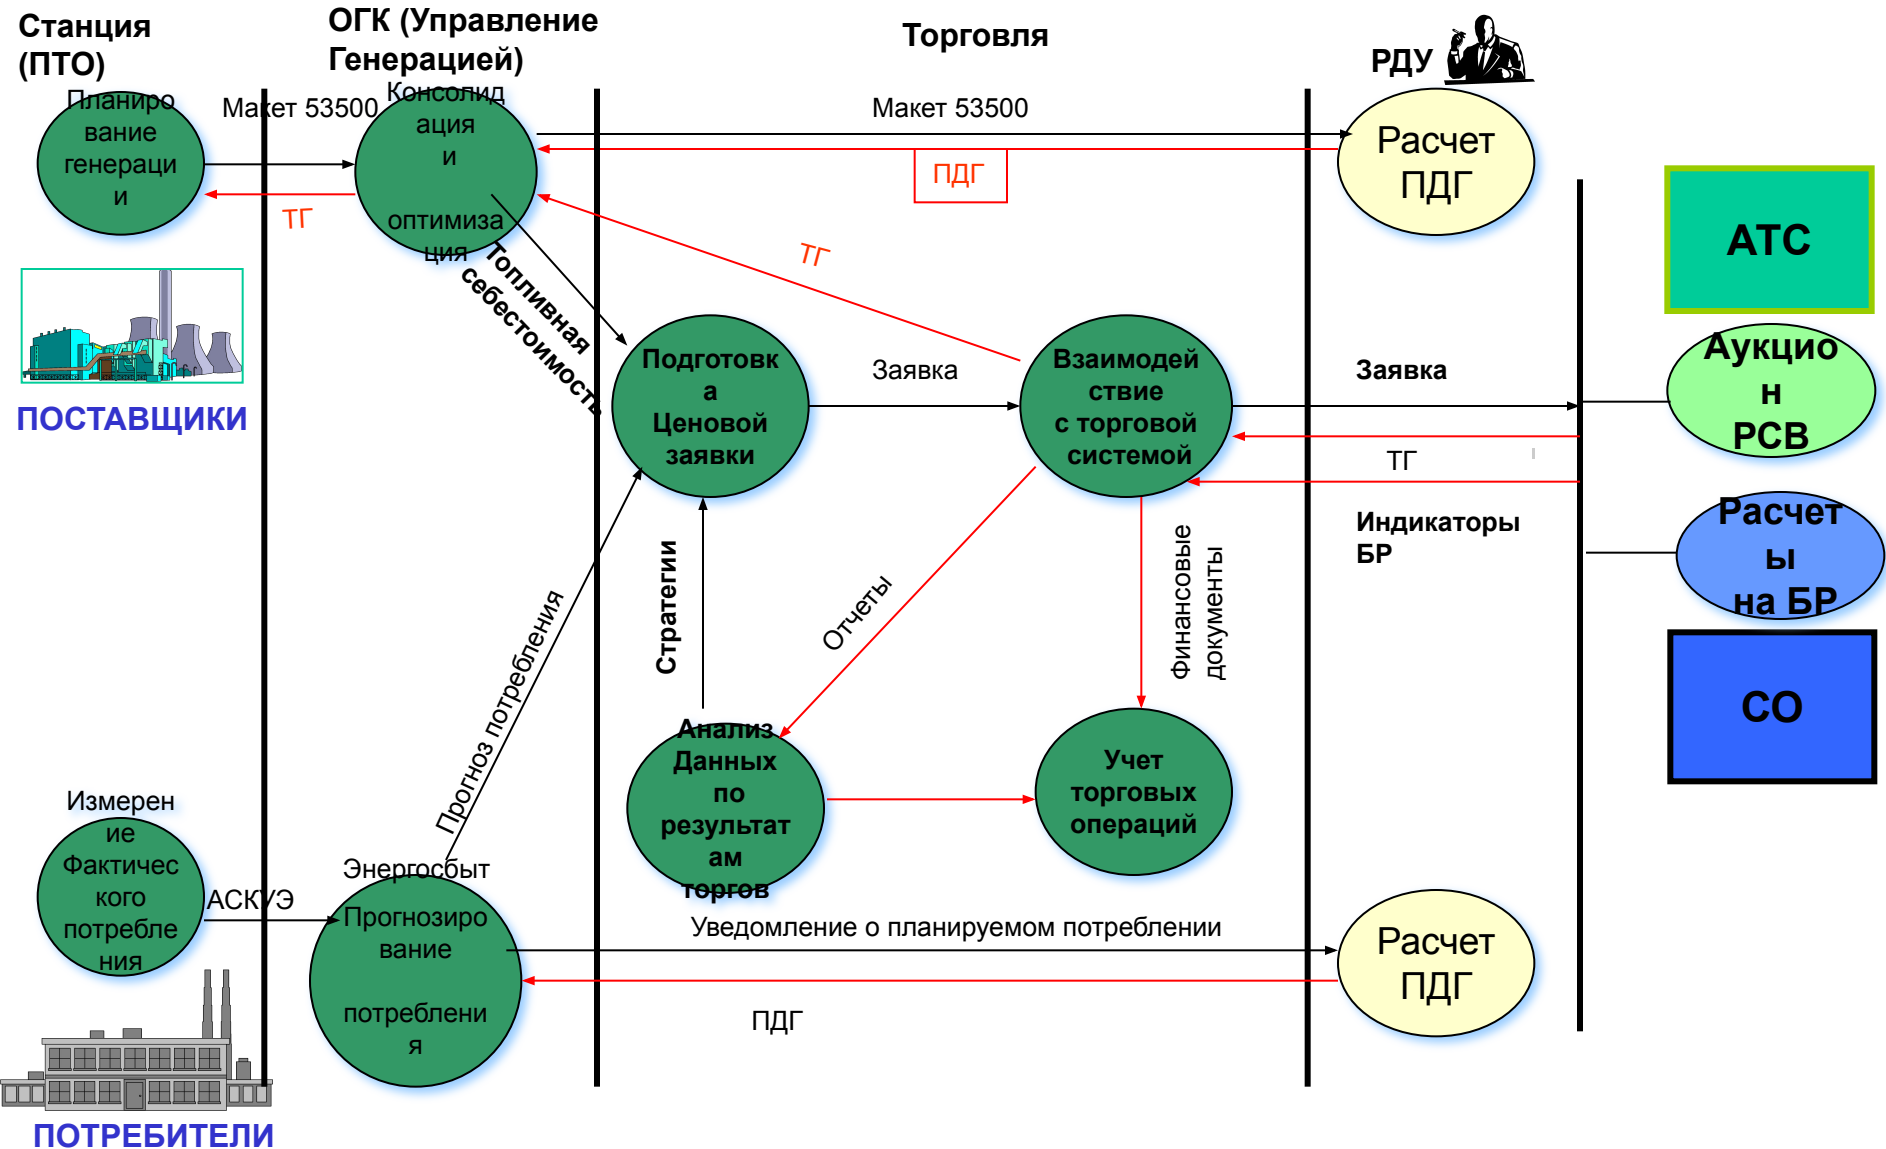 Станция
(ПТО)
ОГК (Управление
Генерацией)
Торговля
РДУ
Планиро
вание
генераци
и
Макет 53500
Консолид
ация
и
оптимиза
ция
Макет 53500
Расчет
ПДГ
ПДГ
ТГ
ТГ
АТС
Топливная
себестоимость
ПОСТАВЩИКИ
Подготовк
а
Ценовой
заявки
Заявка
Взаимодей
ствие
с торговой
системой
Заявка
Аукцио
н
РСВ
ТГ
Индикаторы
БР
Расчет
ы
на БР
Стратегии
Отчеты
Финансовые
документы
Прогноз потребления
СО
Анализ
Данных
по
результат
ам
торгов
Учет
торговых
операций
Измерен
ие
Фактичес
кого
потребле
ния
АСКУЭ
Энергосбыт
Прогнозиро
вание
потреблени
я
Уведомление о планируемом потреблении
Расчет
ПДГ
ПДГ
ПОТРЕБИТЕЛИ